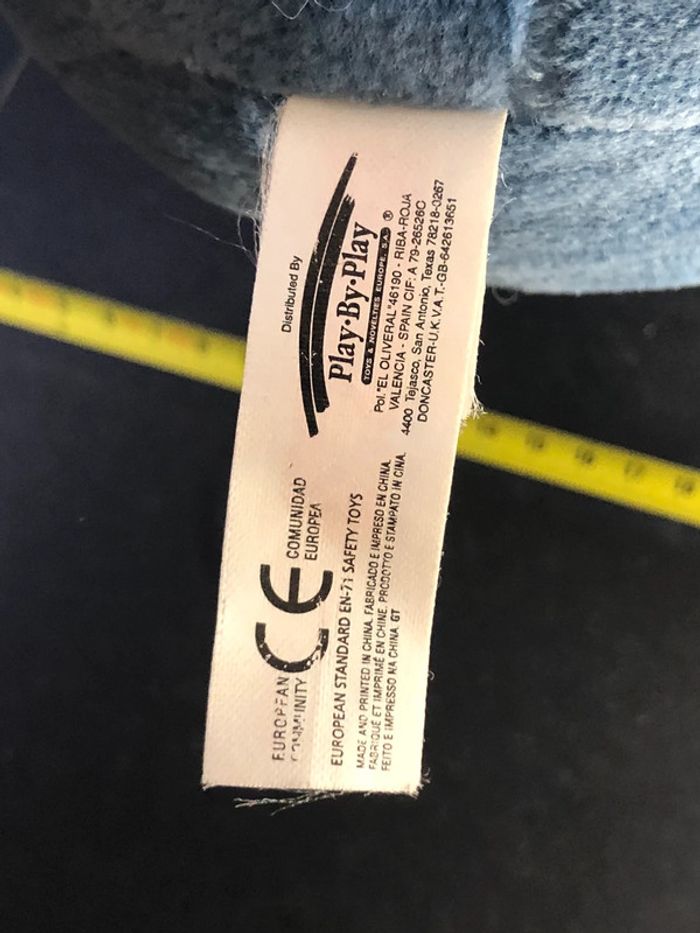 Distributed By
Play·By·Play ®
TOYS & NOVELTIES EUROPE, S.A.
Pol."EL OLIVERAL"46190 - RIBA-ROJA
VALENCIA - SPAIN CIF: A 79-26526C
4400 Tejasco, San Antonio, Texas 78218-0267
DONCASTER-U.K.V.A.T.-GB-642613651
EUROPEAN COMMUNITY
CE
COMUNIDAD EUROPEA
EUROPEAN STANDARD EN-71 SAFETY TOYS
MADE AND PRINTED IN CHINA. FABRICADO E IMPRESO EN CHINA.
FABRIQUE ET IMPRIMÉ EN CHINE. PRODOTTO E STAMPATO IN CINA.
FEITO E IMPRESSO NA CHINA. GT